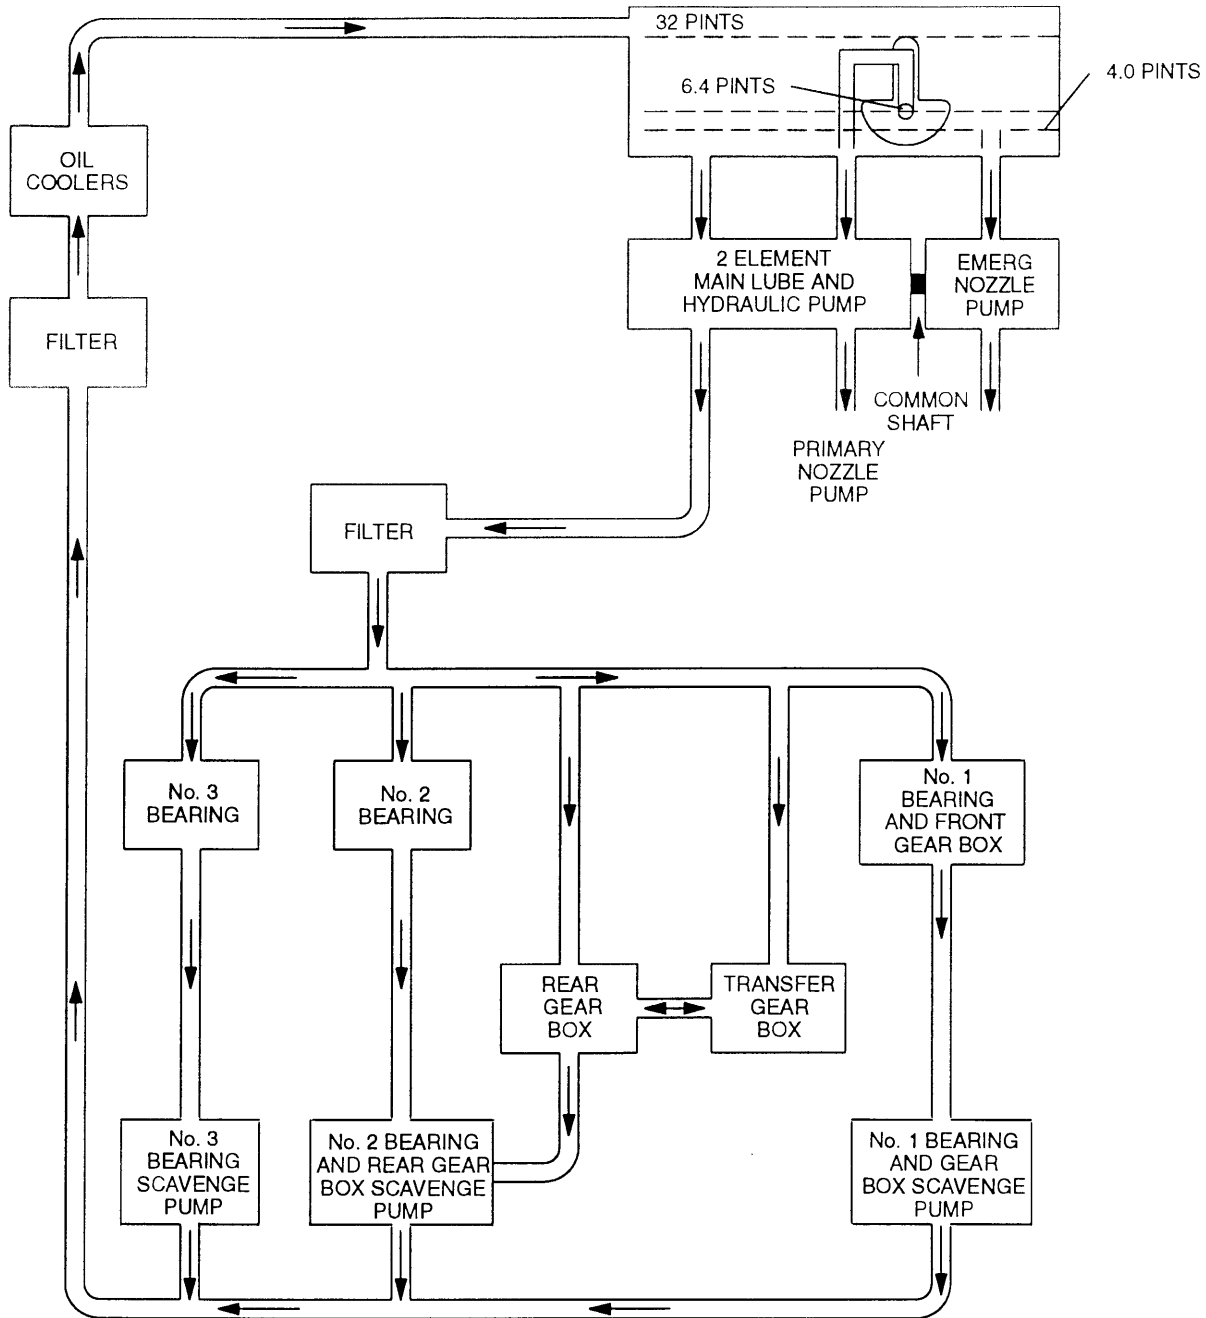 32 PINTS
4.0 PINTS
6.4 PINTS
OIL
COOLERS
2 ELEMENT
MAIN LUBE AND
HYDRAULIC PUMP
EMERG
NOZZLE
PUMP
FILTER
COMMON
SHAFT
PRIMARY
NOZZLE
PUMP
FILTER
No. 3
BEARING
No. 2
BEARING
No. 1
BEARING
AND FRONT
GEAR BOX
REAR
GEAR
BOX
TRANSFER
GEAR
BOX
No. 3
BEARING
SCAVENGE
PUMP
No. 2 BEARING
AND REAR GEAR
BOX SCAVENGE
PUMP
No. 1 BEARING
AND GEAR
BOX SCAVENGE
PUMP